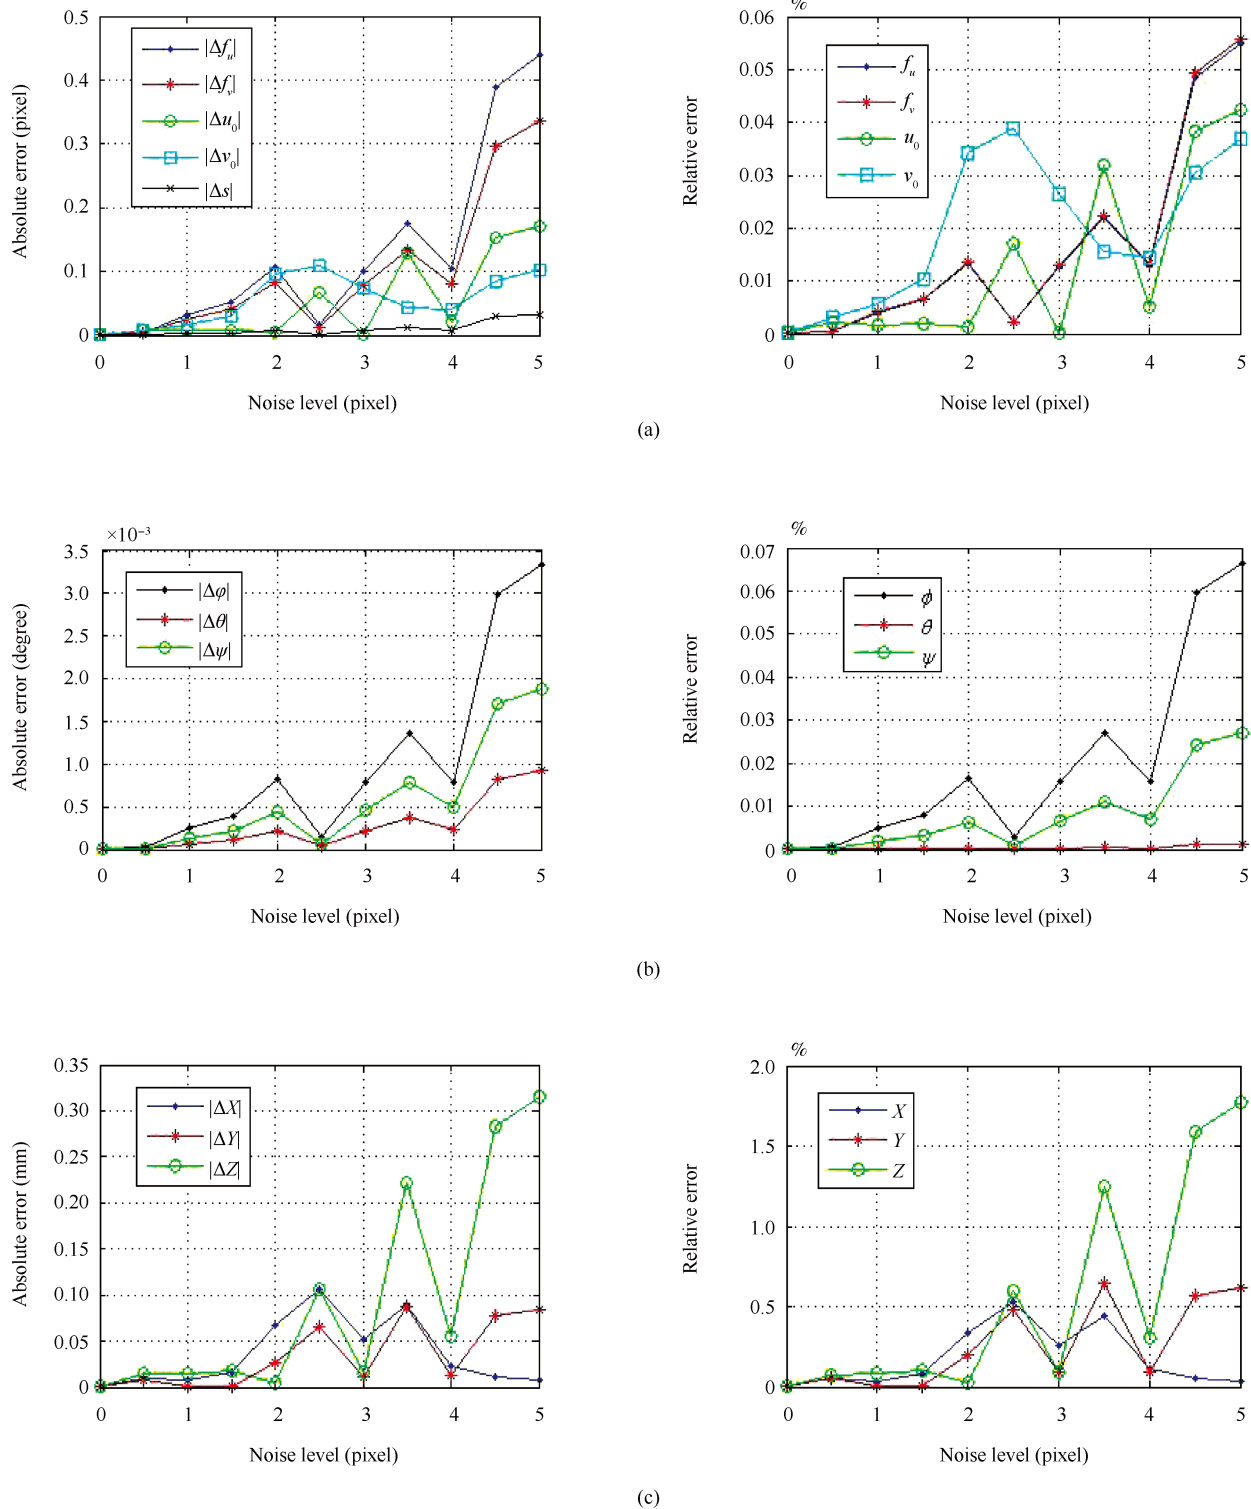 0.5
0.4
0.3
0.2
0.1
0
Absolute error (pixel)
|Δf_u|
|Δf_v|
|Δu_0|
|Δv_0|
|Δs|
0 1 2 3 4 5
Noise level (pixel)
%
0.06
0.05
0.04
0.03
0.02
0.01
0
Relative error
f_u
f_v
u_0
v_0
0 1 2 3 4 5
Noise level (pixel)
(a)
×10⁻³
3.5
3.0
2.5
2.0
1.5
1.0
0.5
0
Absolute error (degree)
|Δφ|
|Δθ|
|Δψ|
0 1 2 3 4 5
Noise level (pixel)
%
0.07
0.06
0.05
0.04
0.03
0.02
0.01
0
Relative error
ϕ
θ
ψ
0 1 2 3 4 5
Noise level (pixel)
(b)
0.35
0.30
0.25
0.20
0.15
0.10
0.05
0
Absolute error (mm)
|ΔX|
|ΔY|
|ΔZ|
0 1 2 3 4 5
Noise level (pixel)
%
2.0
1.5
1.0
0.5
0
Relative error
X
Y
Z
0 1 2 3 4 5
Noise level (pixel)
(c)